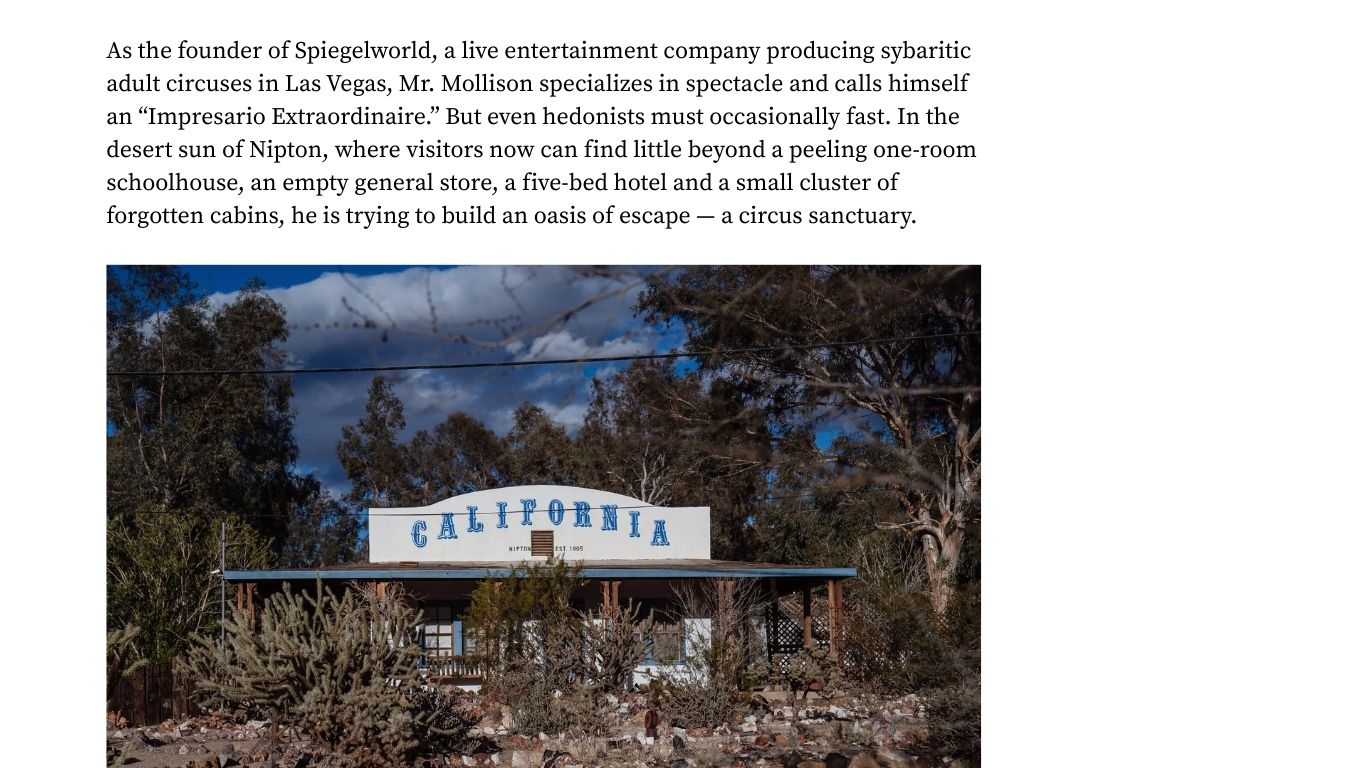 As the founder of Spiegelworld, a live entertainment company producing sybaritic
adult circuses in Las Vegas, Mr. Mollison specializes in spectacle and calls himself
an “Impresario Extraordinaire.” But even hedonists must occasionally fast. In the
desert sun of Nipton, where visitors now can find little beyond a peeling one-room
schoolhouse, an empty general store, a five-bed hotel and a small cluster of
forgotten cabins, he is trying to build an oasis of escape — a circus sanctuary.
CALIFORNIA
NIPTON EST. 1905